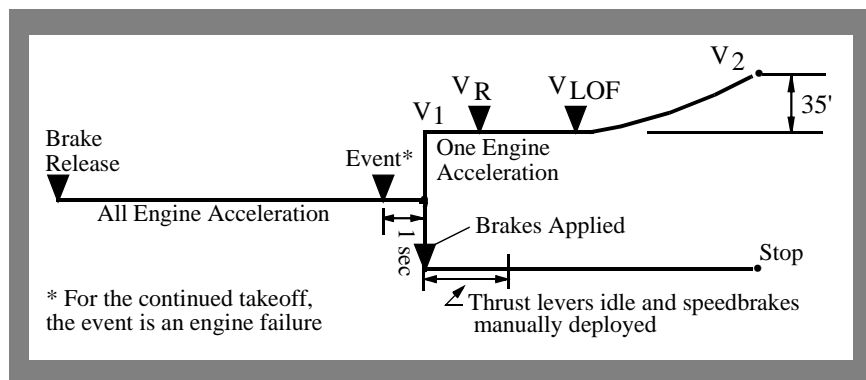 V2
VR
VLOF
V1
35'
Brake
Release
Event*
One Engine
Acceleration
All Engine Acceleration
1 sec
Brakes Applied
Stop
* For the continued takeoff,
the event is an engine failure
Thrust levers idle and speedbrakes
manually deployed